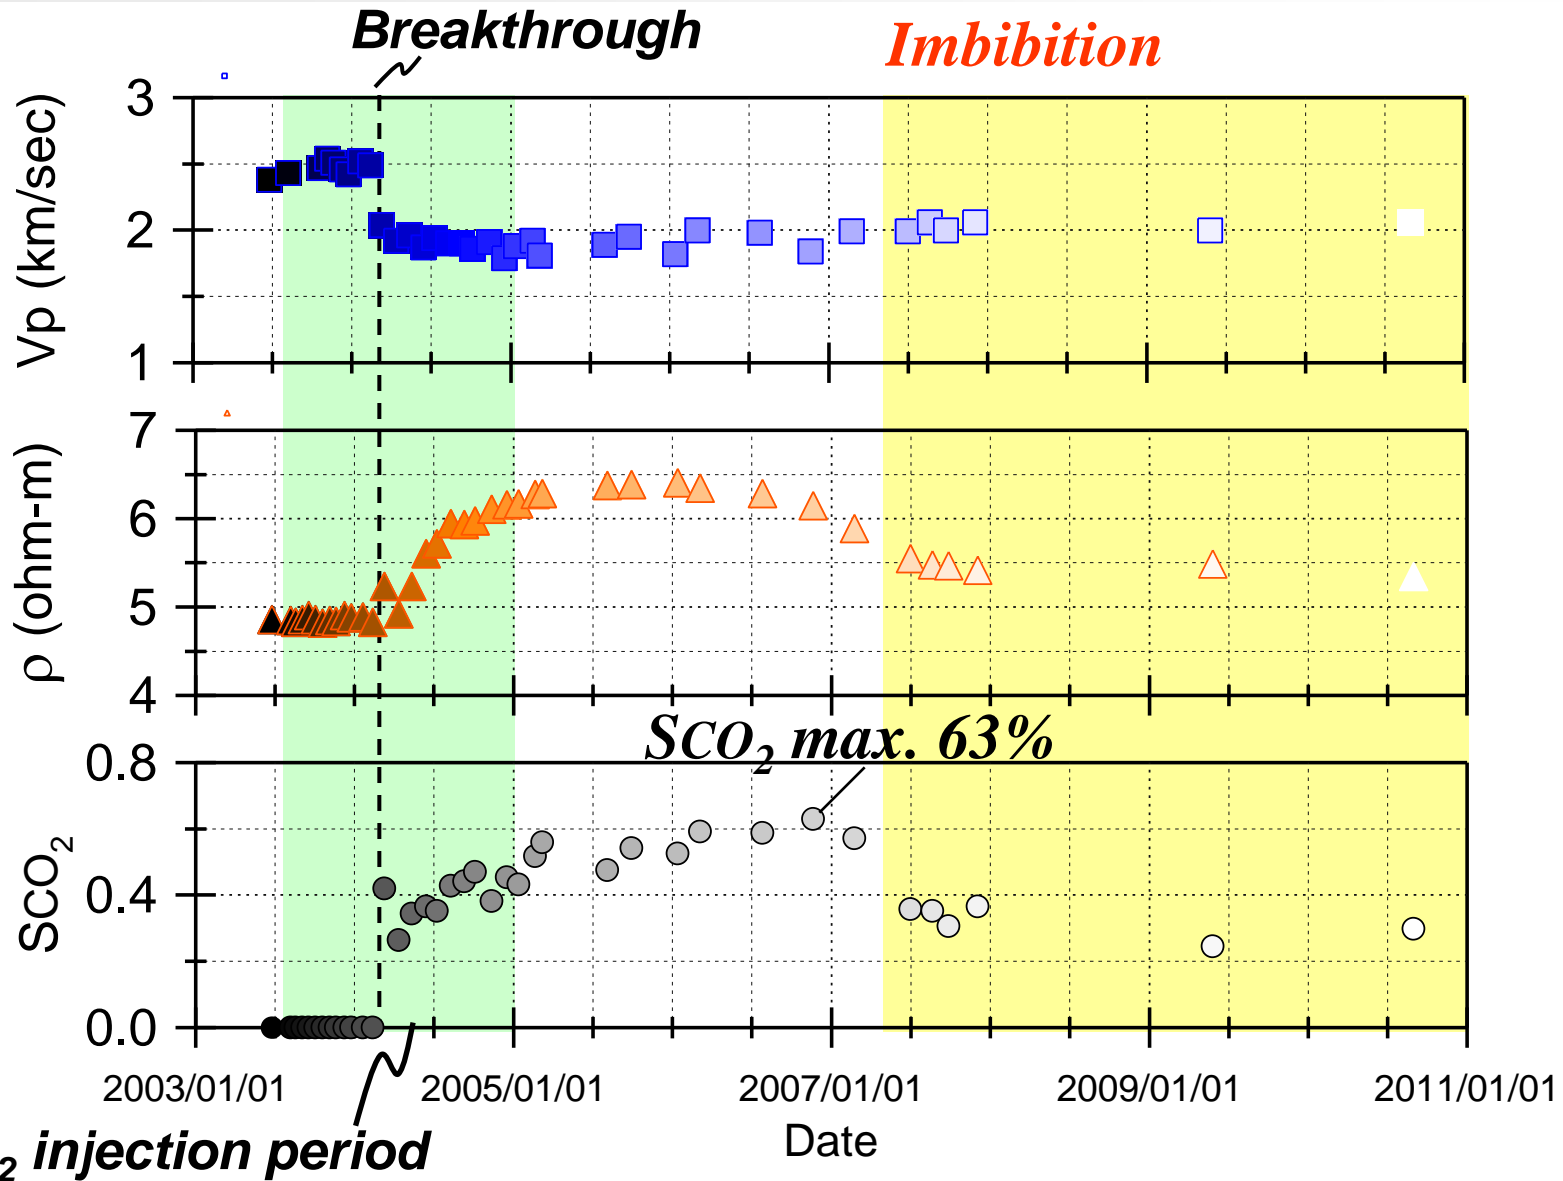 Breakthrough
Imbibition
3
2
1
Vp (km/sec)
7
6
5
4
ρ (ohm-m)
SCO2 max. 63%
0.8
0.4
0.0
SCO2
2003/01/01 2005/01/01 2007/01/01 2009/01/01 2011/01/01
Date
2 injection period